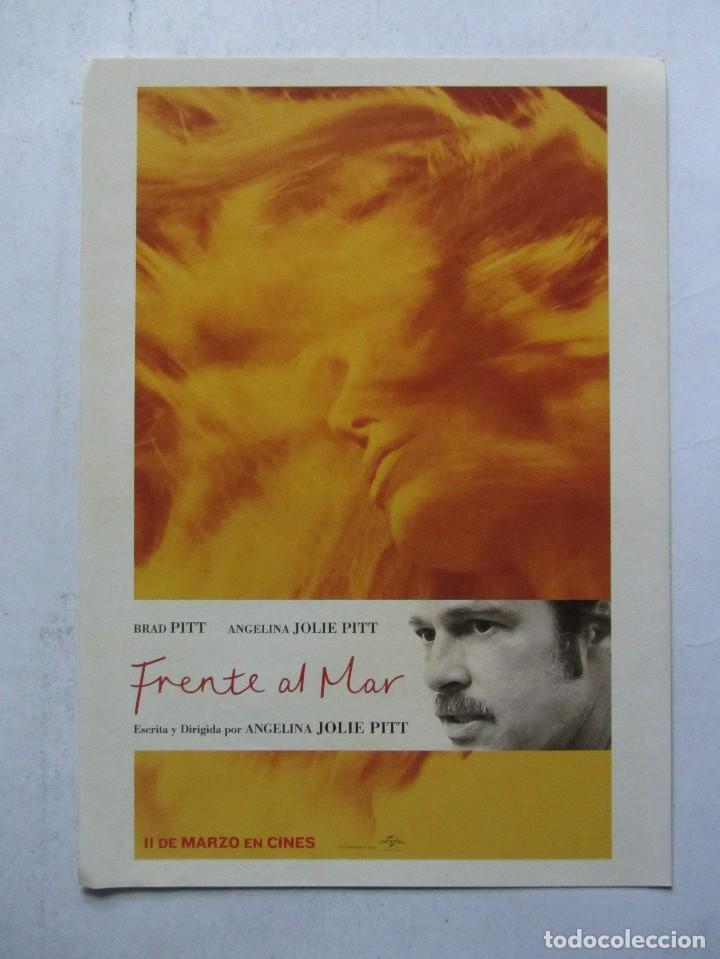 BRAD PITT ANGELINA JOLIE PITT
Frente al Mar
Escrita y Dirigida por ANGELINA JOLIE PITT
11 DE MARZO EN CINES
UNIVERSAL
todocoleccion